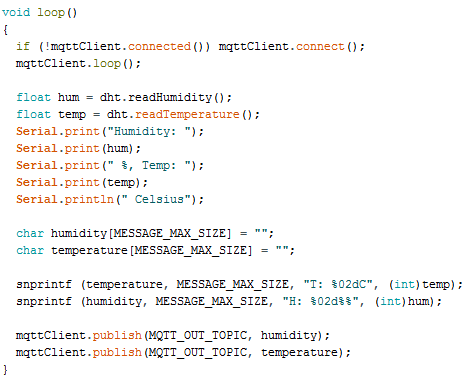 void loop()
{
  if (!mqttClient.connected()) mqttClient.connect();
  mqttClient.loop();

  float hum = dht.readHumidity();
  float temp = dht.readTemperature();
  Serial.print("Humidity: ");
  Serial.print(hum);
  Serial.print(" %, Temp: ");
  Serial.print(temp);
  Serial.println(" Celsius");

  char humidity[MESSAGE_MAX_SIZE] = "";
  char temperature[MESSAGE_MAX_SIZE] = "";

  snprintf (temperature, MESSAGE_MAX_SIZE, "T: %02dC", (int)temp);
  snprintf (humidity, MESSAGE_MAX_SIZE, "H: %02d%%", (int)hum);

  mqttClient.publish(MQTT_OUT_TOPIC, humidity);
  mqttClient.publish(MQTT_OUT_TOPIC, temperature);
}